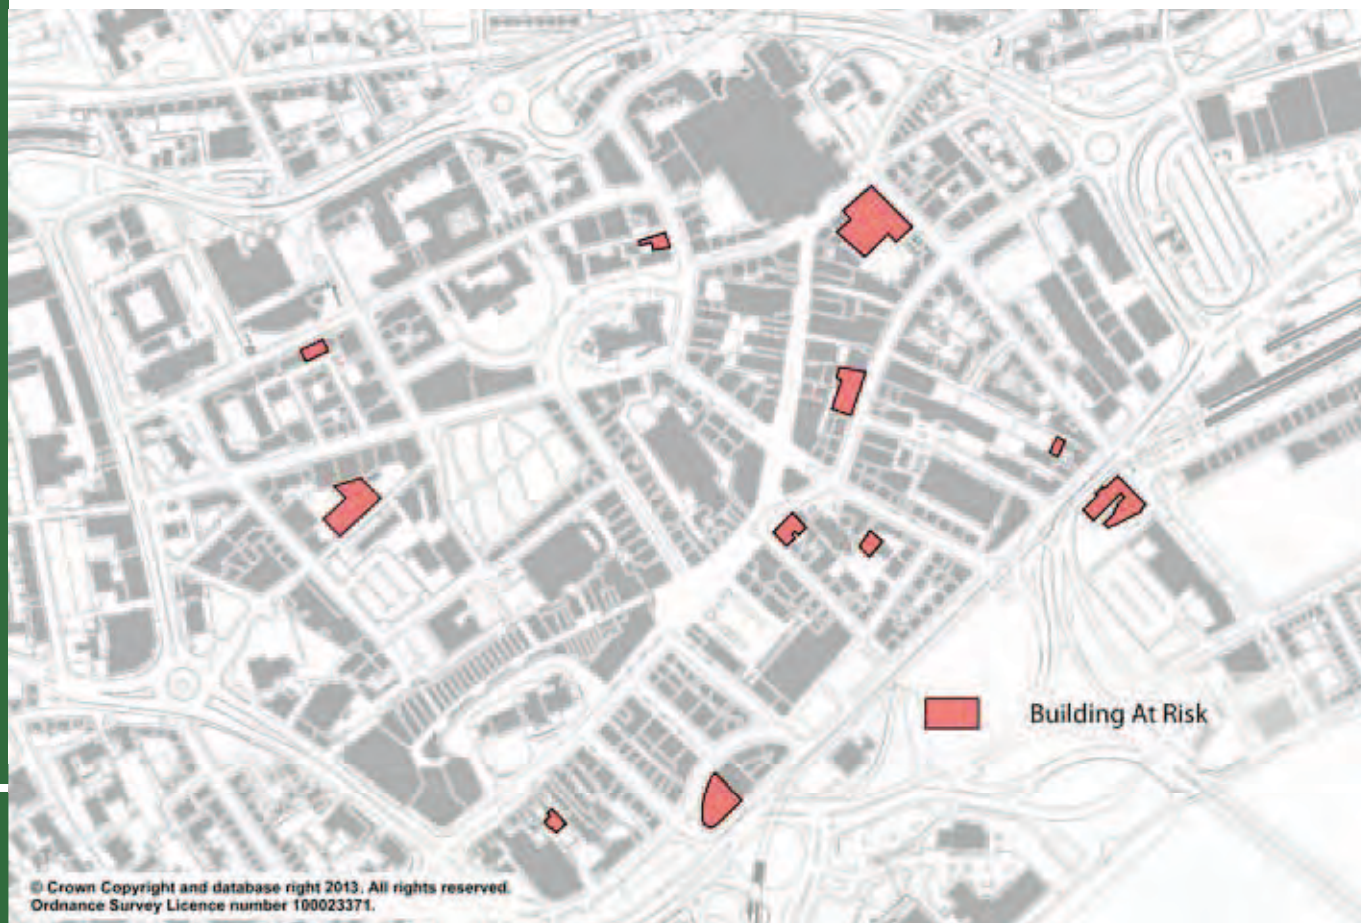 Building At Risk
© Crown Copyright and database right 2013. All rights reserved.
Ordnance Survey Licence number 100023371.